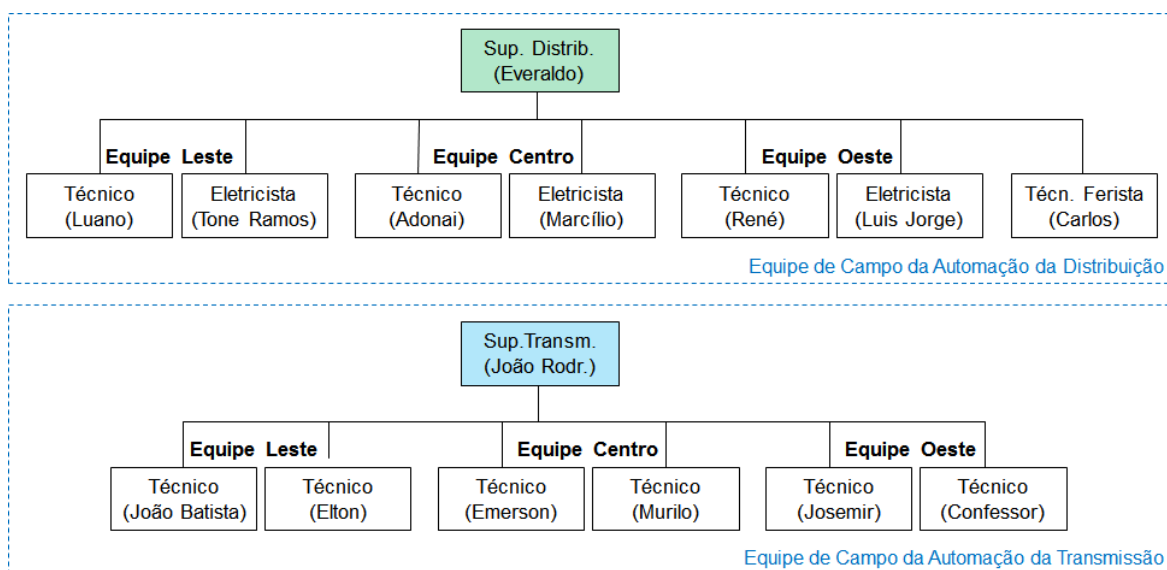 Sup. Distrib.
(Everaldo)
Equipe Leste
Equipe Centro
Equipe Oeste
Técnico
(Luano)
Eletricista
(Tone Ramos)
Técnico
(Adonai)
Eletricista
(Marcílio)
Técnico
(René)
Eletricista
(Luis Jorge)
Técn. Ferista
(Carlos)
Equipe de Campo da Automação da Distribuição
Sup.Transm.
(João Rodr.)
Equipe Leste
Equipe Centro
Equipe Oeste
Técnico
(João Batista)
Técnico
(Elton)
Técnico
(Emerson)
Técnico
(Murilo)
Técnico
(Josemir)
Técnico
(Confessor)
Equipe de Campo da Automação da Transmissão